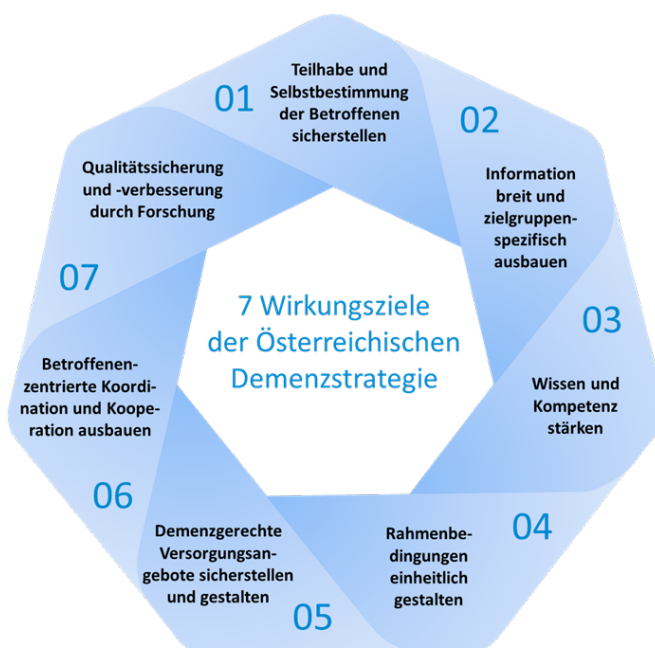 7 Wirkungsziele
der Österreichischen
Demenzstrategie
01
Teilhabe und
Selbstbestimmung
der Betroffenen
sicherstellen
02
Information
breit und
zielgruppen-
spezifisch
ausbauen
03
Wissen und
Kompetenz
stärken
04
Rahmenbe-
dingungen
einheitlich
gestalten
05
Demenzgerechte
Versorgungsan-
gebote sicherstellen
und gestalten
06
Betroffenen-
zentrierte Koordi-
nation und Koope-
ration ausbauen
07
Qualitätssicherung
und -verbesserung
durch Forschung